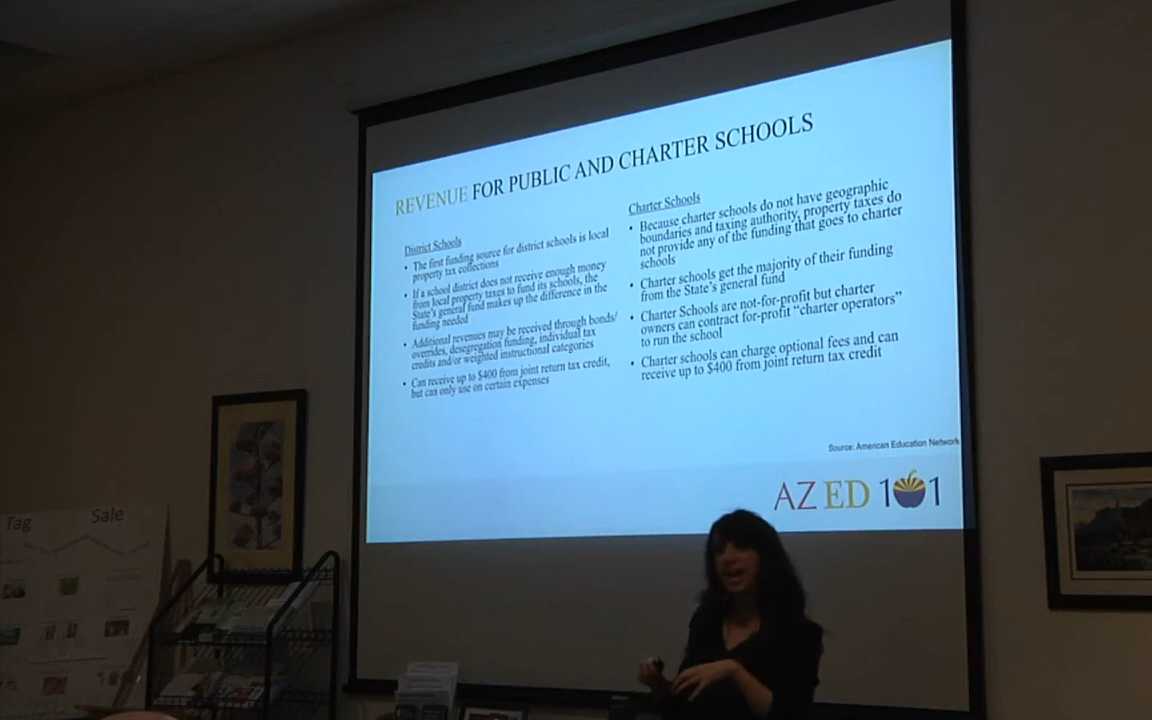 REVENUE FOR PUBLIC AND CHARTER SCHOOLS
District Schools
• The first funding source for district schools is local
property tax collections
• If a school district does not receive enough money
from local property taxes to fund its schools, the
State's general fund makes up the difference in the
funding needed
• Additional revenues may be received through bonds/
overrides, desegregation funding, individual tax
credits and/or weighted instructional categories
• Can receive up to $400 from joint return tax credit,
but can only use on certain expenses
Charter Schools
• Because charter schools do not have geographic
boundaries and taxing authority, property taxes do
not provide any of the funding that goes to charter
schools
• Charter schools get the majority of their funding
from the State's general fund
• Charter Schools are not-for-profit but charter
owners can contract for-profit "charter operators"
to run the school
• Charter schools can charge optional fees and can
receive up to $400 from joint return tax credit
Source: American Education Network
AZ ED 101
Tag Sale